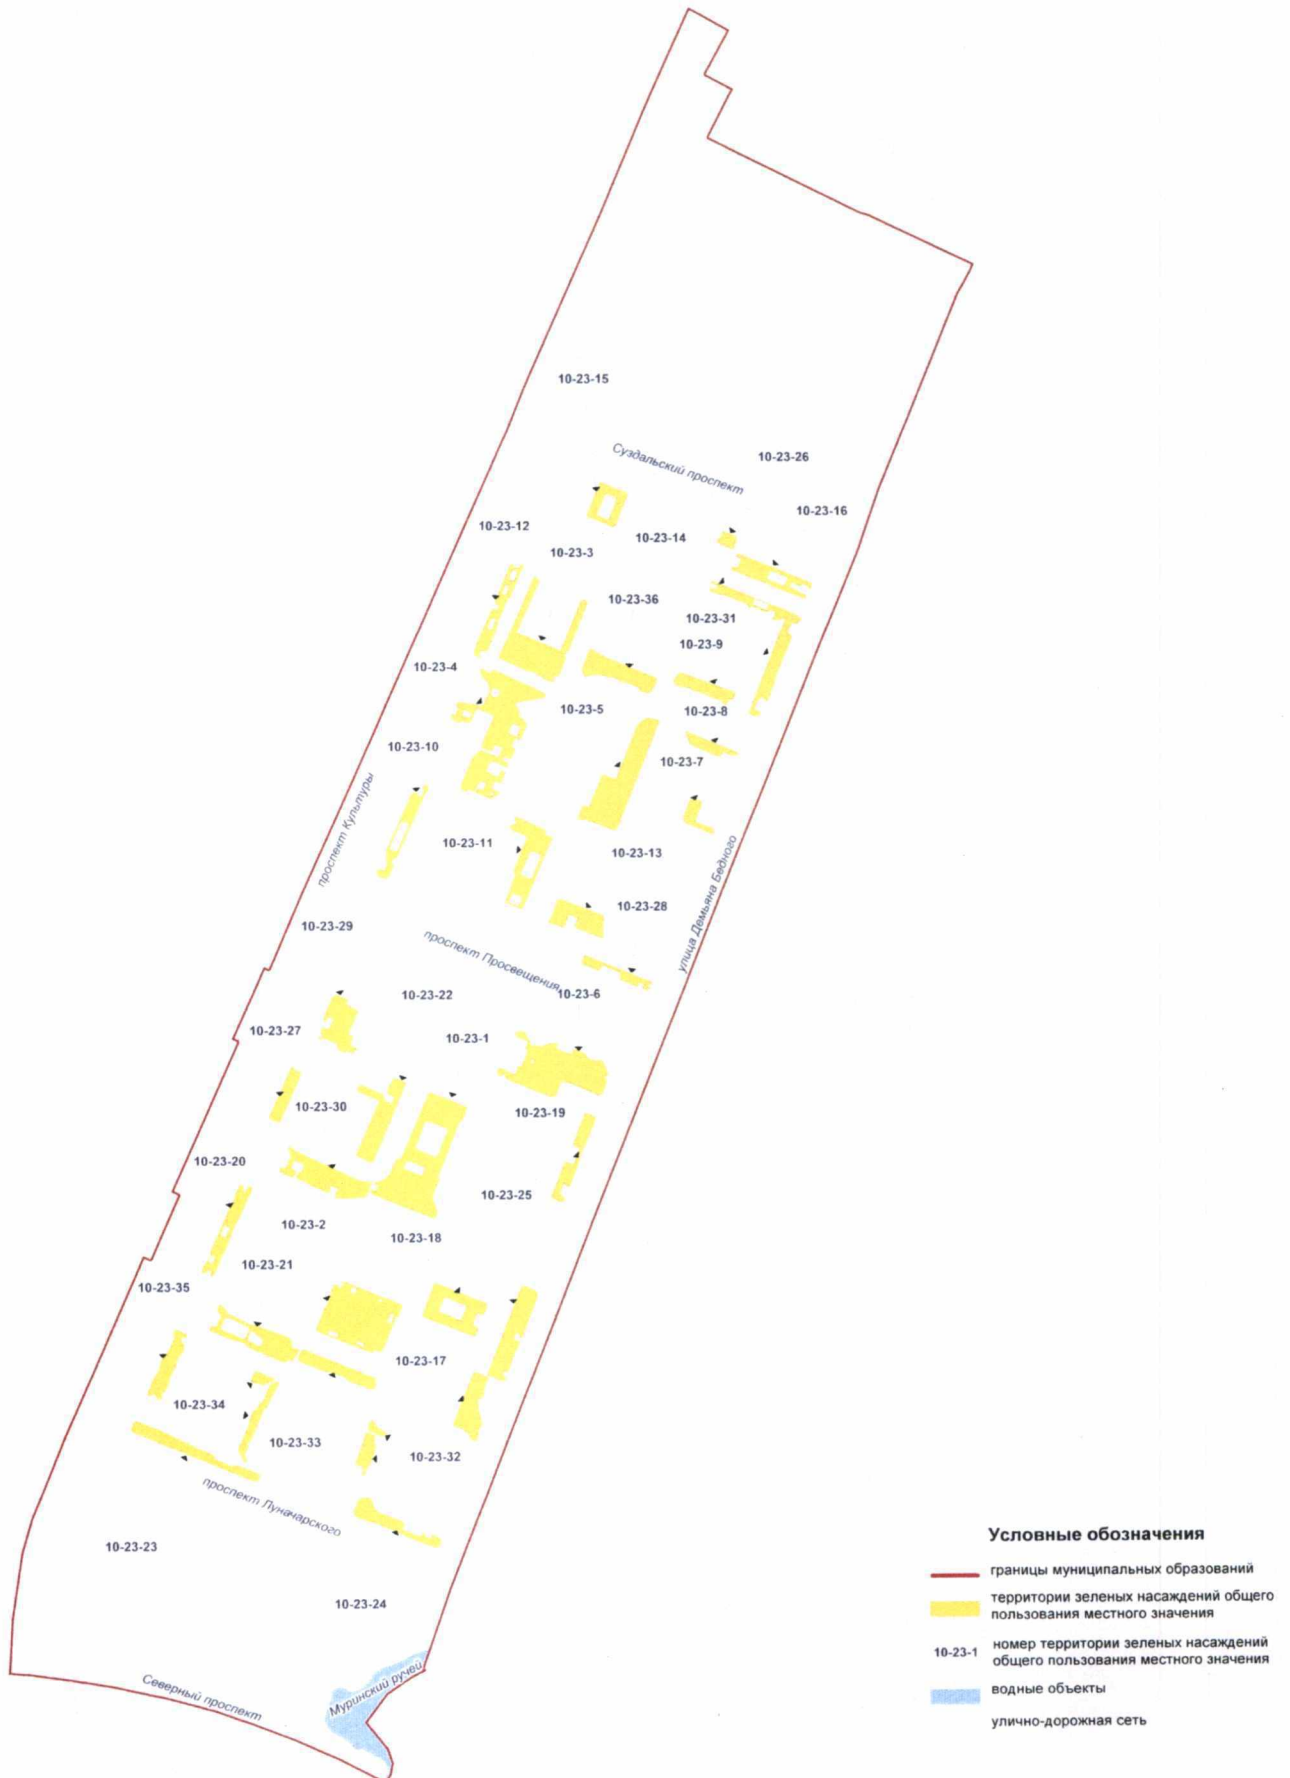 10-23-15
Суздальский проспект
10-23-26
10-23-16
10-23-12
10-23-14
10-23-3
10-23-36
10-23-31
10-23-9
10-23-4
10-23-5
10-23-8
10-23-10
10-23-7
проспект Культуры
10-23-11
10-23-13
улица Демьяна Бедного
10-23-28
10-23-29
проспект Просвещения
10-23-6
10-23-22
10-23-27
10-23-1
10-23-30
10-23-19
10-23-20
10-23-25
10-23-2
10-23-18
10-23-21
10-23-35
10-23-17
10-23-34
10-23-33
10-23-32
проспект Луначарского
10-23-23
10-23-24
Муринский ручей
Северный проспект
Условные обозначения
границы муниципальных образований
территории зеленых насаждений общего
пользования местного значения
10-23-1
номер территории зеленых насаждений
общего пользования местного значения
водные объекты
улично-дорожная сеть